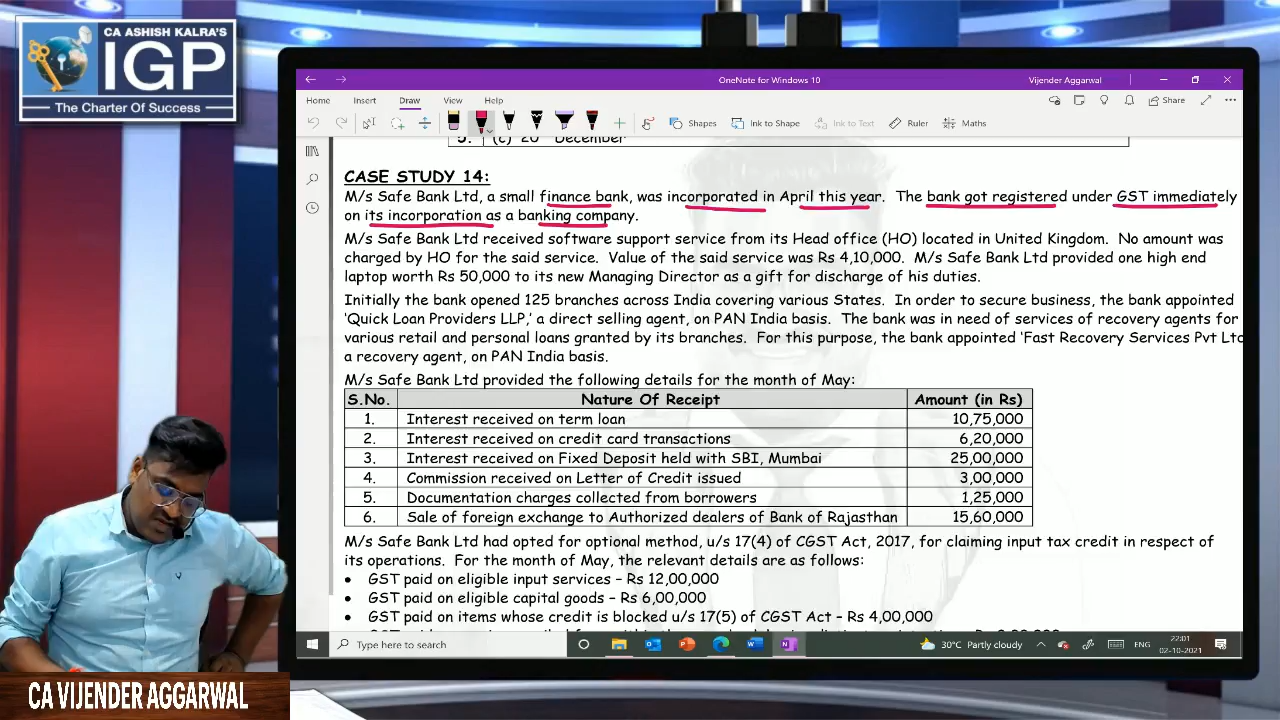 CA ASHISH KALRA'S
IGP
The Charter Of Success
OneNote for Windows 10
Vijender Aggarwal
Home Insert Draw View Help
Share
Shapes
Ink to Shape
Ink to Text
Ruler
Maths
5. (c) 20 December
CASE STUDY 14:
M/s Safe Bank Ltd, a small finance bank, was incorporated in April this year. The bank got registered under GST immediately
on its incorporation as a banking company.
M/s Safe Bank Ltd received software support service from its Head office (HO) located in United Kingdom. No amount was
charged by HO for the said service. Value of the said service was Rs 4,10,000. M/s Safe Bank Ltd provided one high end
laptop worth Rs 50,000 to its new Managing Director as a gift for discharge of his duties.
Initially the bank opened 125 branches across India covering various States. In order to secure business, the bank appointed
‘Quick Loan Providers LLP,’ a direct selling agent, on PAN India basis. The bank was in need of services of recovery agents for
various retail and personal loans granted by its branches. For this purpose, the bank appointed ‘Fast Recovery Services Pvt Ltd
a recovery agent, on PAN India basis.
M/s Safe Bank Ltd provided the following details for the month of May:
S.No. Nature Of Receipt Amount (in Rs)
1. Interest received on term loan 10,75,000
2. Interest received on credit card transactions 6,20,000
3. Interest received on Fixed Deposit held with SBI, Mumbai 25,00,000
4. Commission received on Letter of Credit issued 3,00,000
5. Documentation charges collected from borrowers 1,25,000
6. Sale of foreign exchange to Authorized dealers of Bank of Rajasthan 15,60,000
M/s Safe Bank Ltd had opted for optional method, u/s 17(4) of CGST Act, 2017, for claiming input tax credit in respect of
its operations. For the month of May, the relevant details are as follows:
• GST paid on eligible input services – Rs 12,00,000
• GST paid on eligible capital goods – Rs 6,00,000
• GST paid on items whose credit is blocked u/s 17(5) of CGST Act – Rs 4,00,000
Type here to search
30°C Partly cloudy
ENG
22:01
02-10-2021
CA VIJENDER AGGARWAL